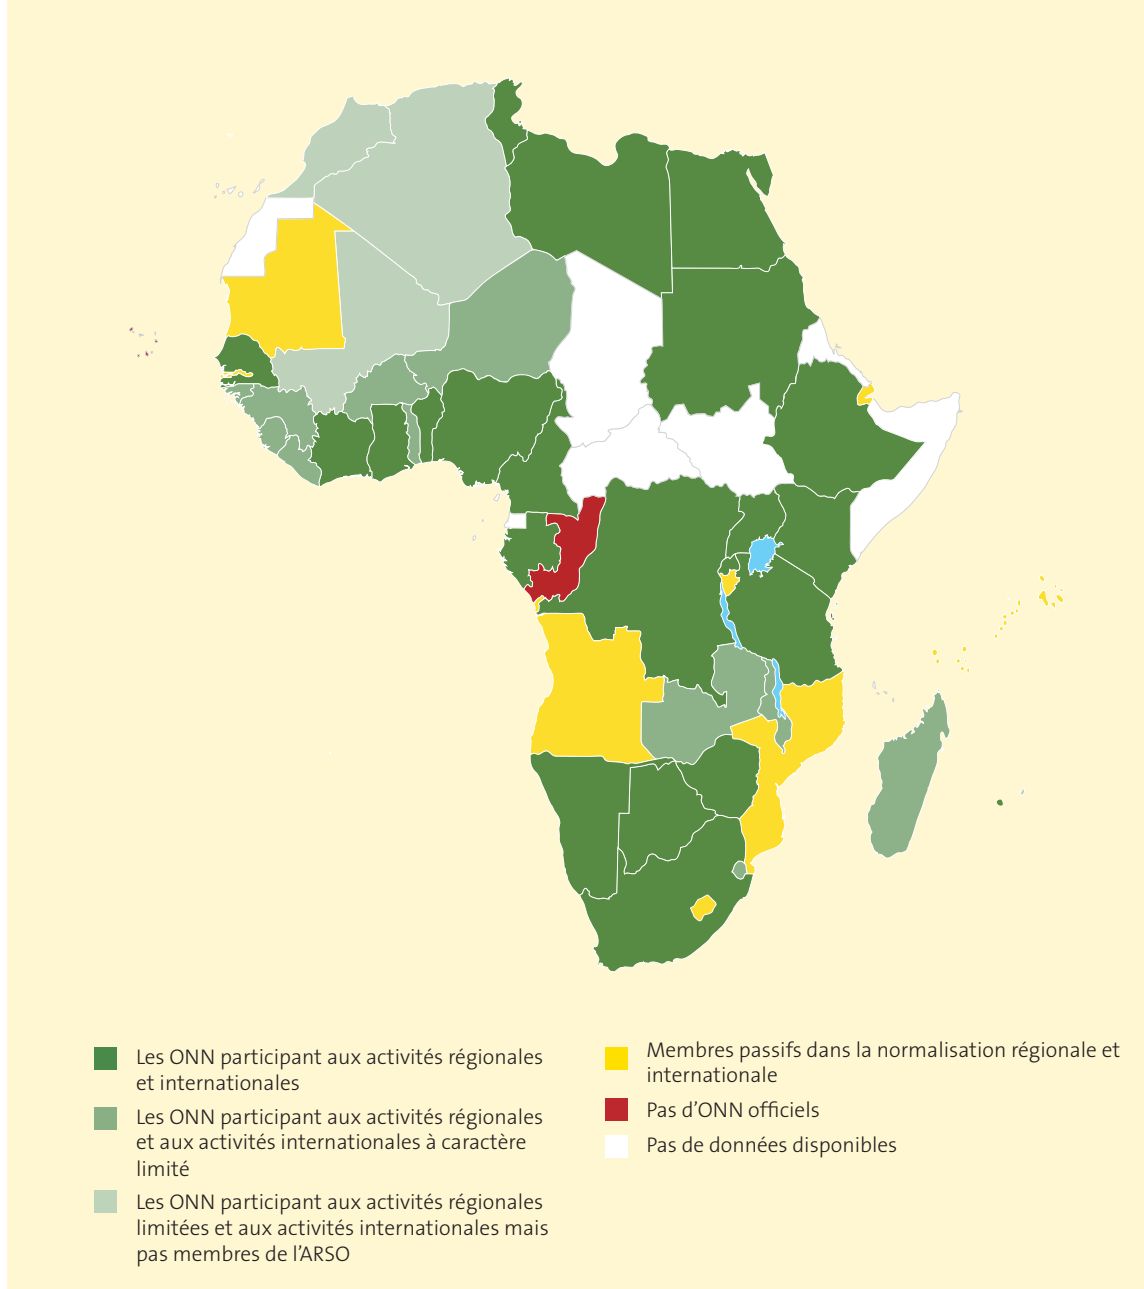 Les ONN participant aux activités régionales
et internationales
Les ONN participant aux activités régionales
et aux activités internationales à caractère
limité
Les ONN participant aux activités régionales
limitées et aux activités internationales mais
pas membres de l’ARSO
Membres passifs dans la normalisation régionale et
internationale
Pas d’ONN officiels
Pas de données disponibles